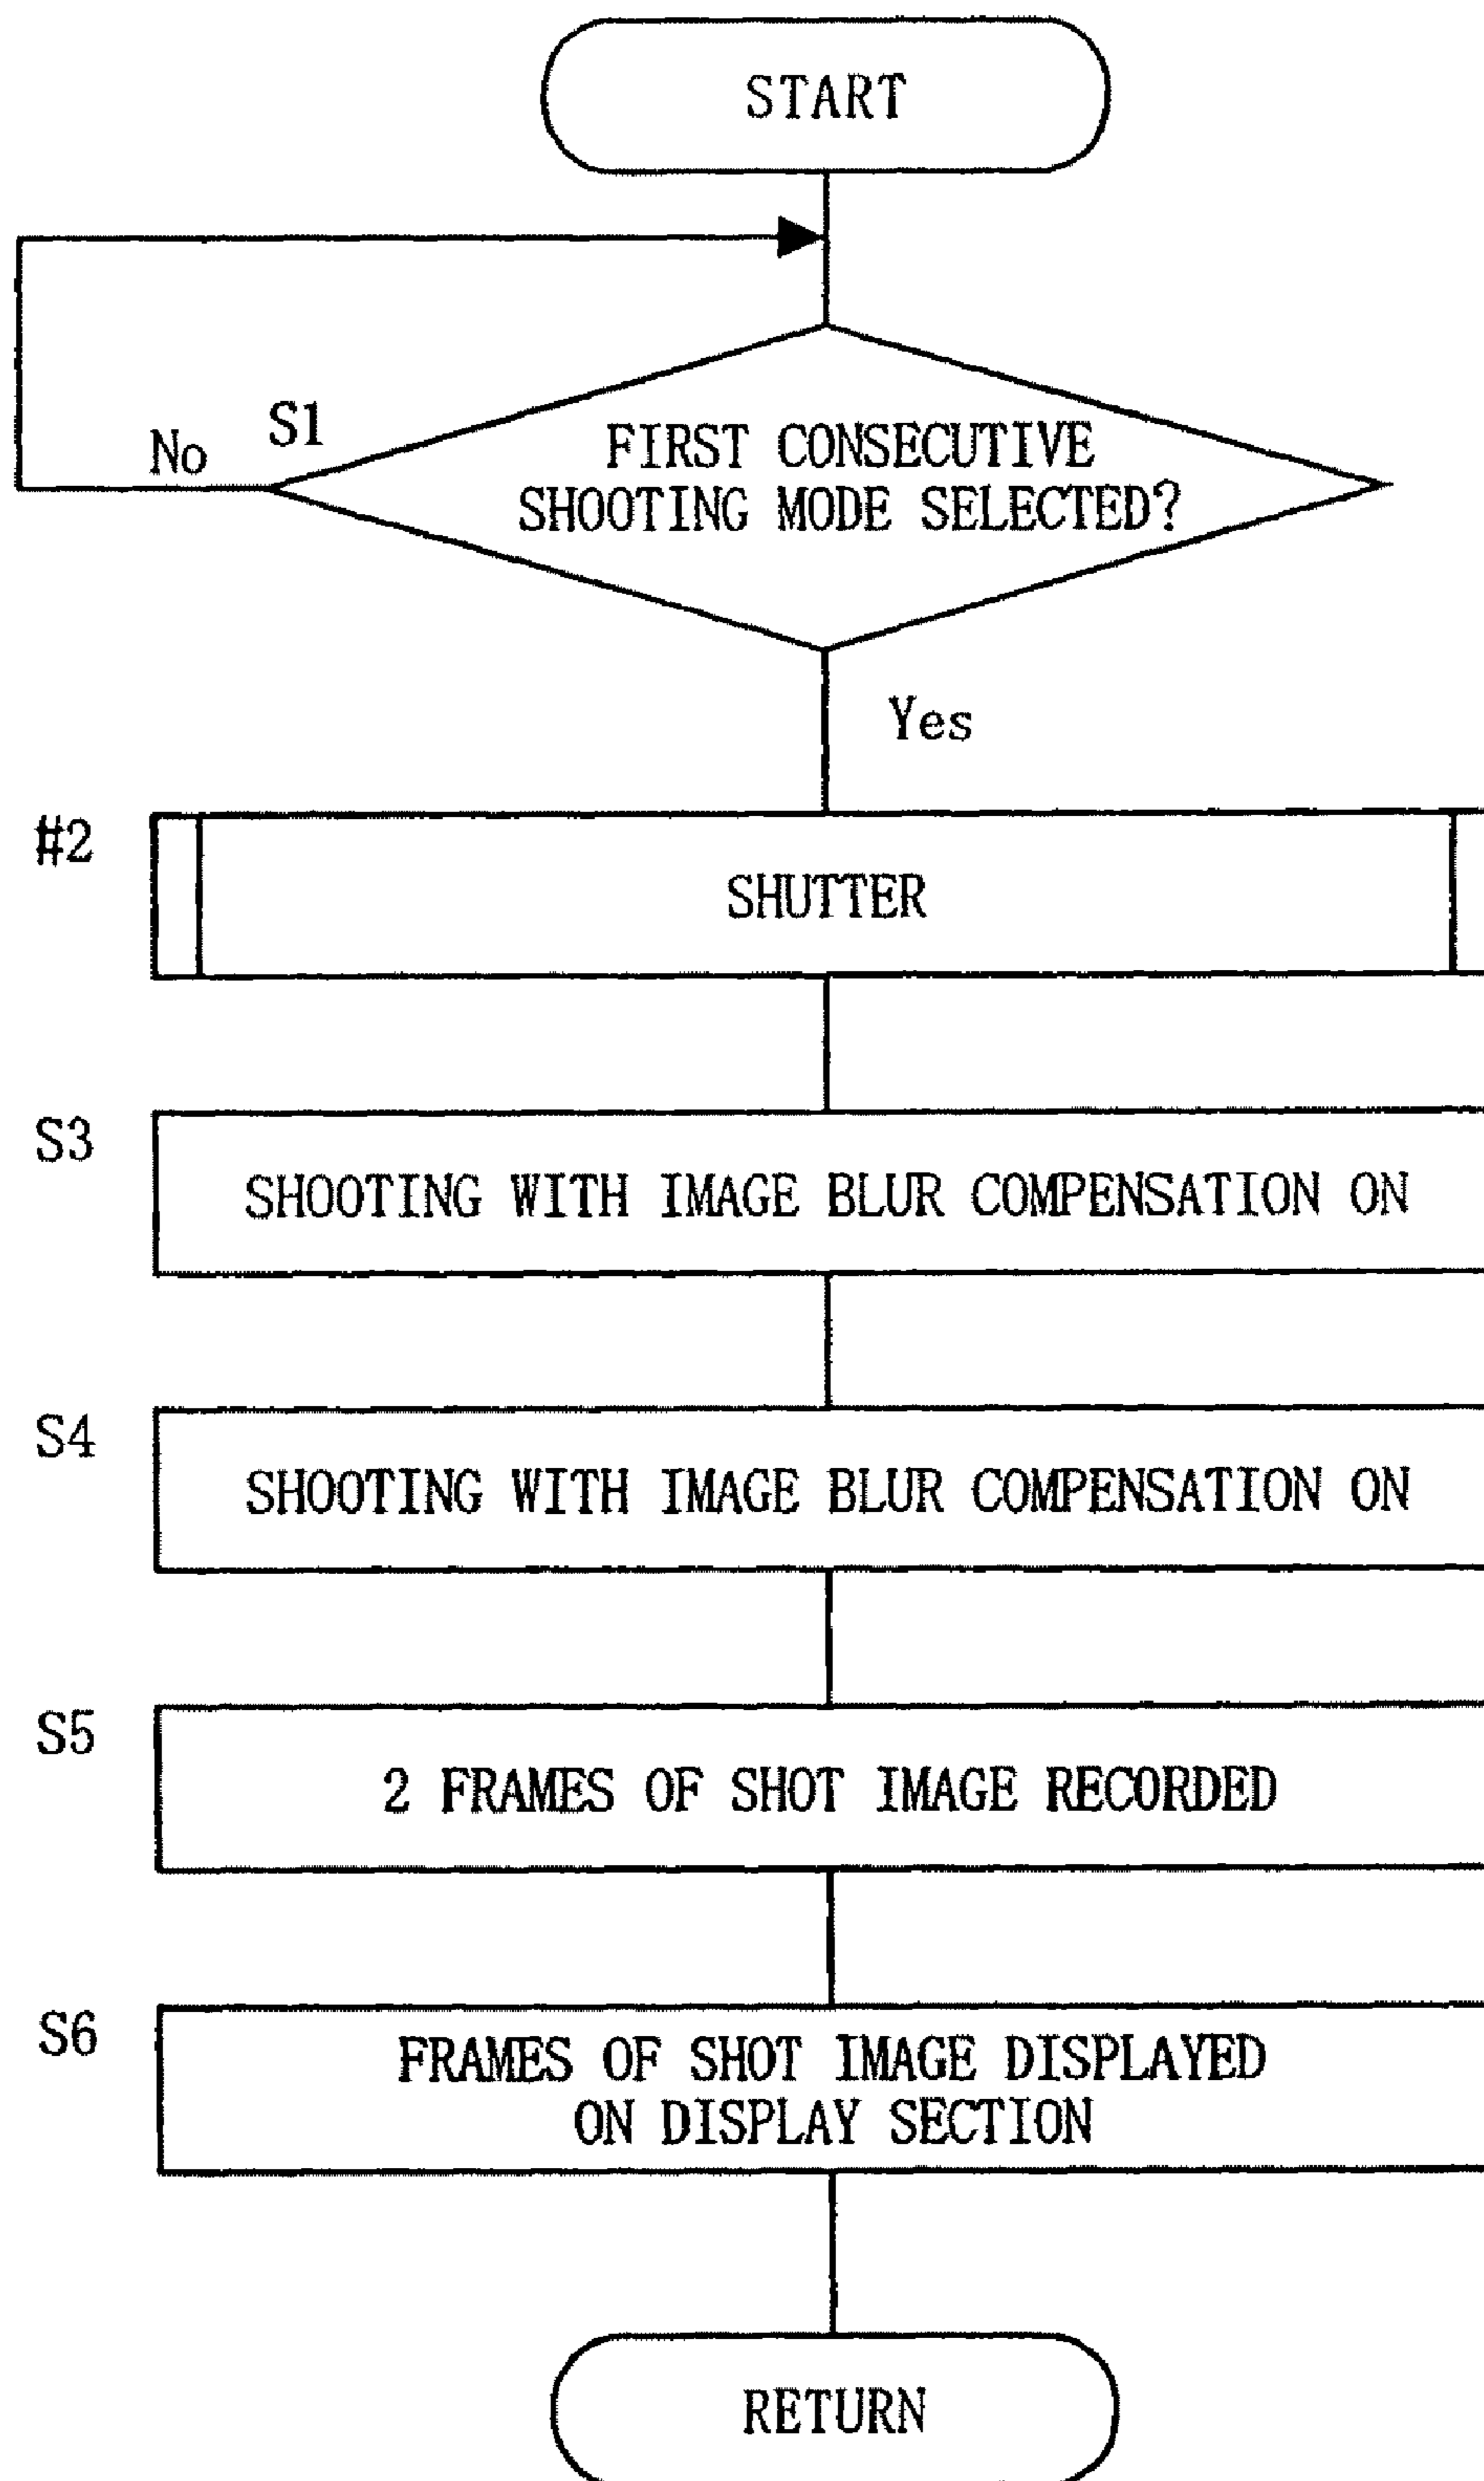 START
No
S1
FIRST CONSECUTIVE
SHOOTING MODE SELECTED?
Yes
#2
SHUTTER
S3
SHOOTING WITH IMAGE BLUR COMPENSATION ON
S4
SHOOTING WITH IMAGE BLUR COMPENSATION ON
S5
2 FRAMES OF SHOT IMAGE RECORDED
S6
FRAMES OF SHOT IMAGE DISPLAYED
ON DISPLAY SECTION
RETURN